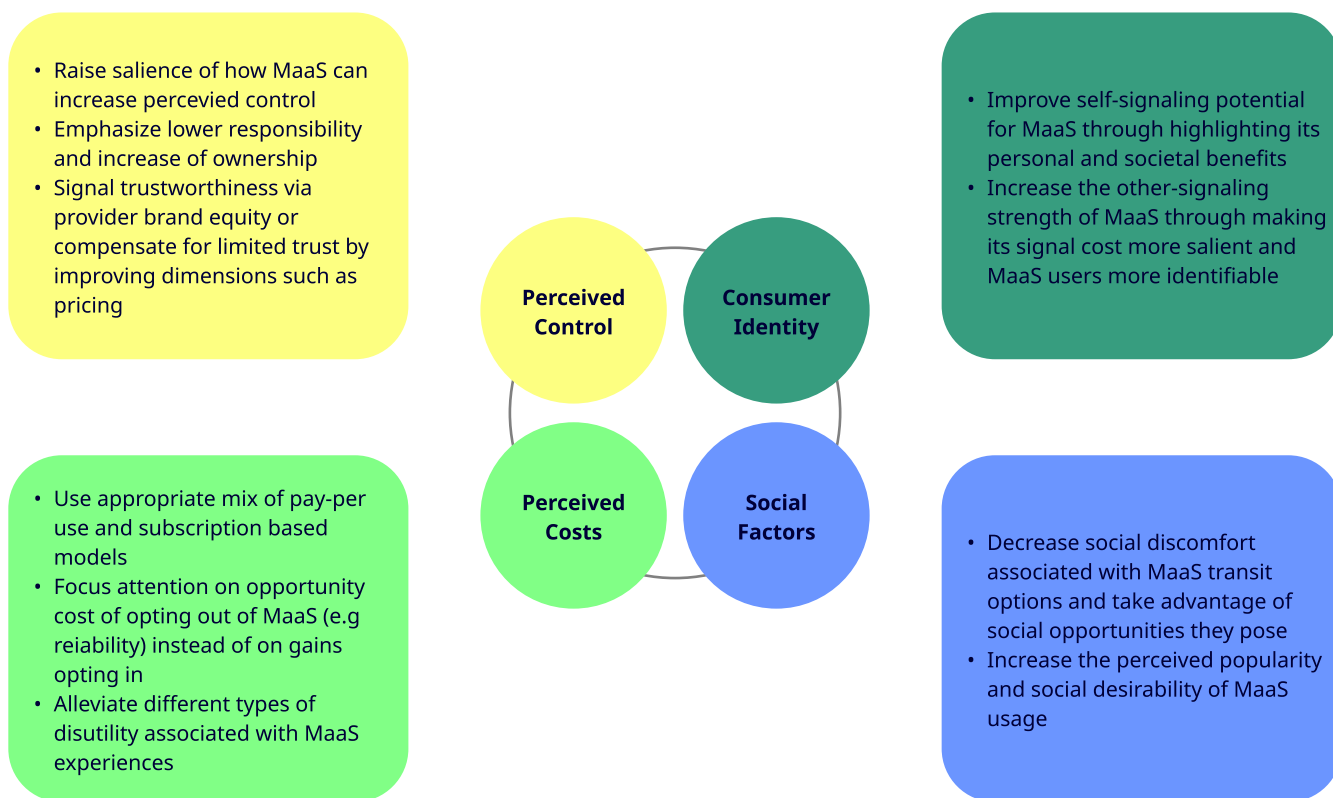 • Raise salience of how MaaS can
increase percevied control
• Emphasize lower responsibility
and increase of ownership
• Signal trustworthiness via
provider brand equity or
compensate for limited trust by
improving dimensions such as
pricing
• Improve self-signaling potential
for MaaS through highlighting its
personal and societal benefits
• Increase the other-signaling
strength of MaaS through making
its signal cost more salient and
MaaS users more identifiable
Perceived
Control
Consumer
Identity
Perceived
Costs
Social
Factors
• Use appropriate mix of pay-per
use and subscription based
models
• Focus attention on opportunity
cost of opting out of MaaS (e.g
reiability) instead of on gains
opting in
• Alleviate different types of
disutility associated with MaaS
experiences
• Decrease social discomfort
associated with MaaS transit
options and take advantage of
social opportunities they pose
• Increase the perceived popularity
and social desirability of MaaS
usage